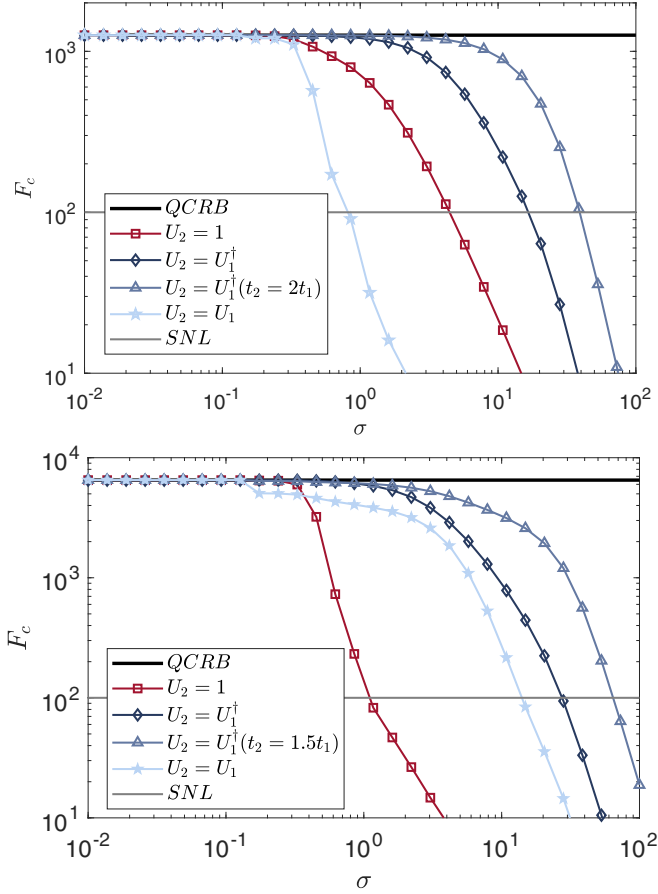 10^3
F_c
QCRB
U_2 = 1
10^2
U_2 = U_1^†
U_2 = U_1^†(t_2 = 2t_1)
U_2 = U_1
SNL
10^1
10^-2 10^-1 10^0 10^1 10^2
σ
10^4
10^3
F_c
QCRB
U_2 = 1
10^2
U_2 = U_1^†
U_2 = U_1^†(t_2 = 1.5t_1)
U_2 = U_1
SNL
10^1
10^-2 10^-1 10^0 10^1 10^2
σ